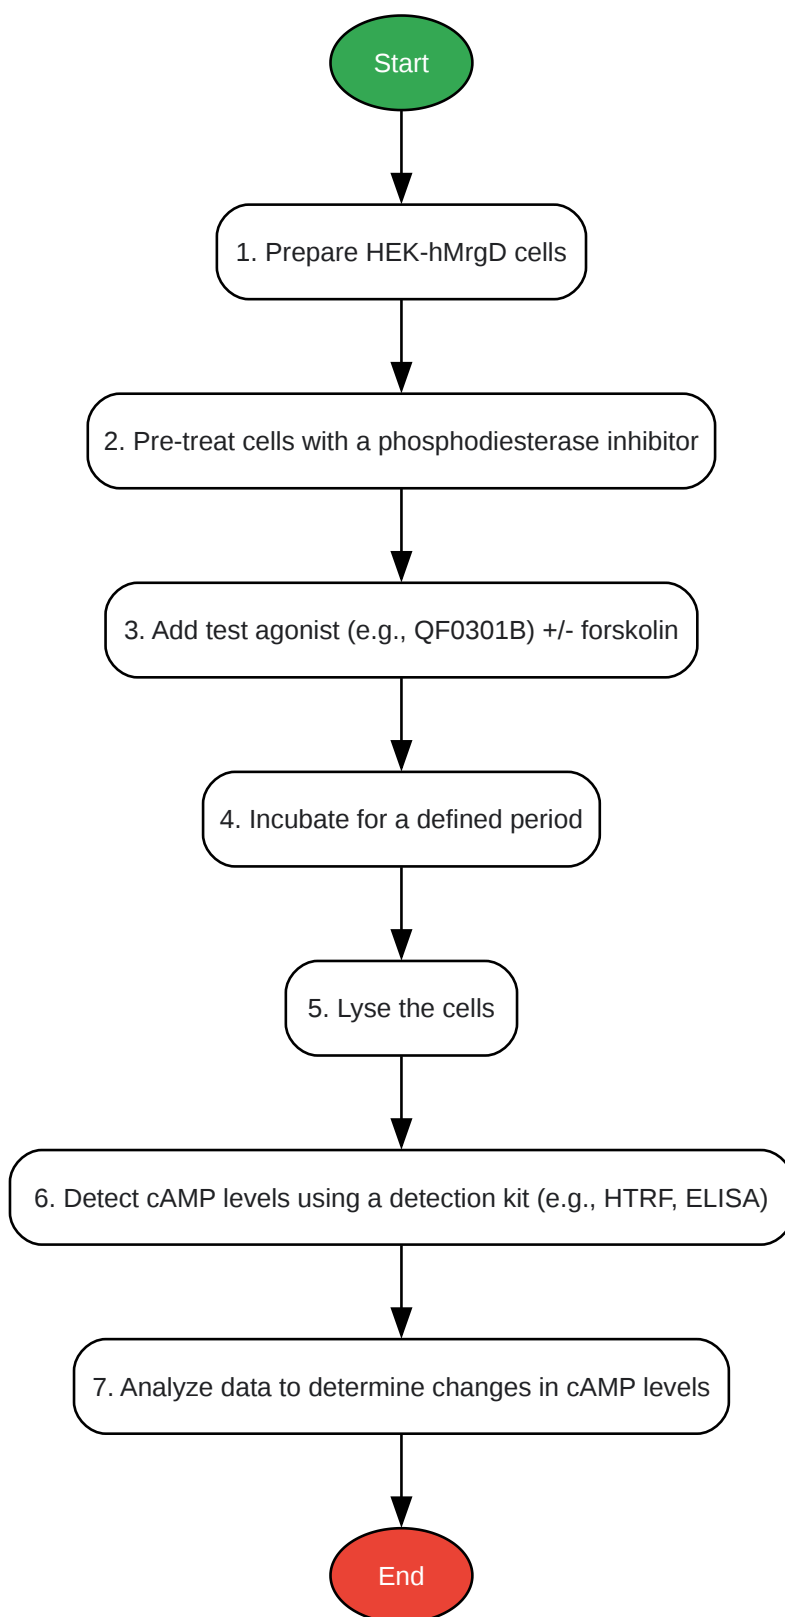 Start
1. Prepare HEK-hMrgD cells
2. Pre-treat cells with a phosphodiesterase inhibitor
3. Add test agonist (e.g., QF0301B) +/- forskolin
4. Incubate for a defined period
5. Lyse the cells
6. Detect cAMP levels using a detection kit (e.g., HTRF, ELISA)
7. Analyze data to determine changes in cAMP levels
End